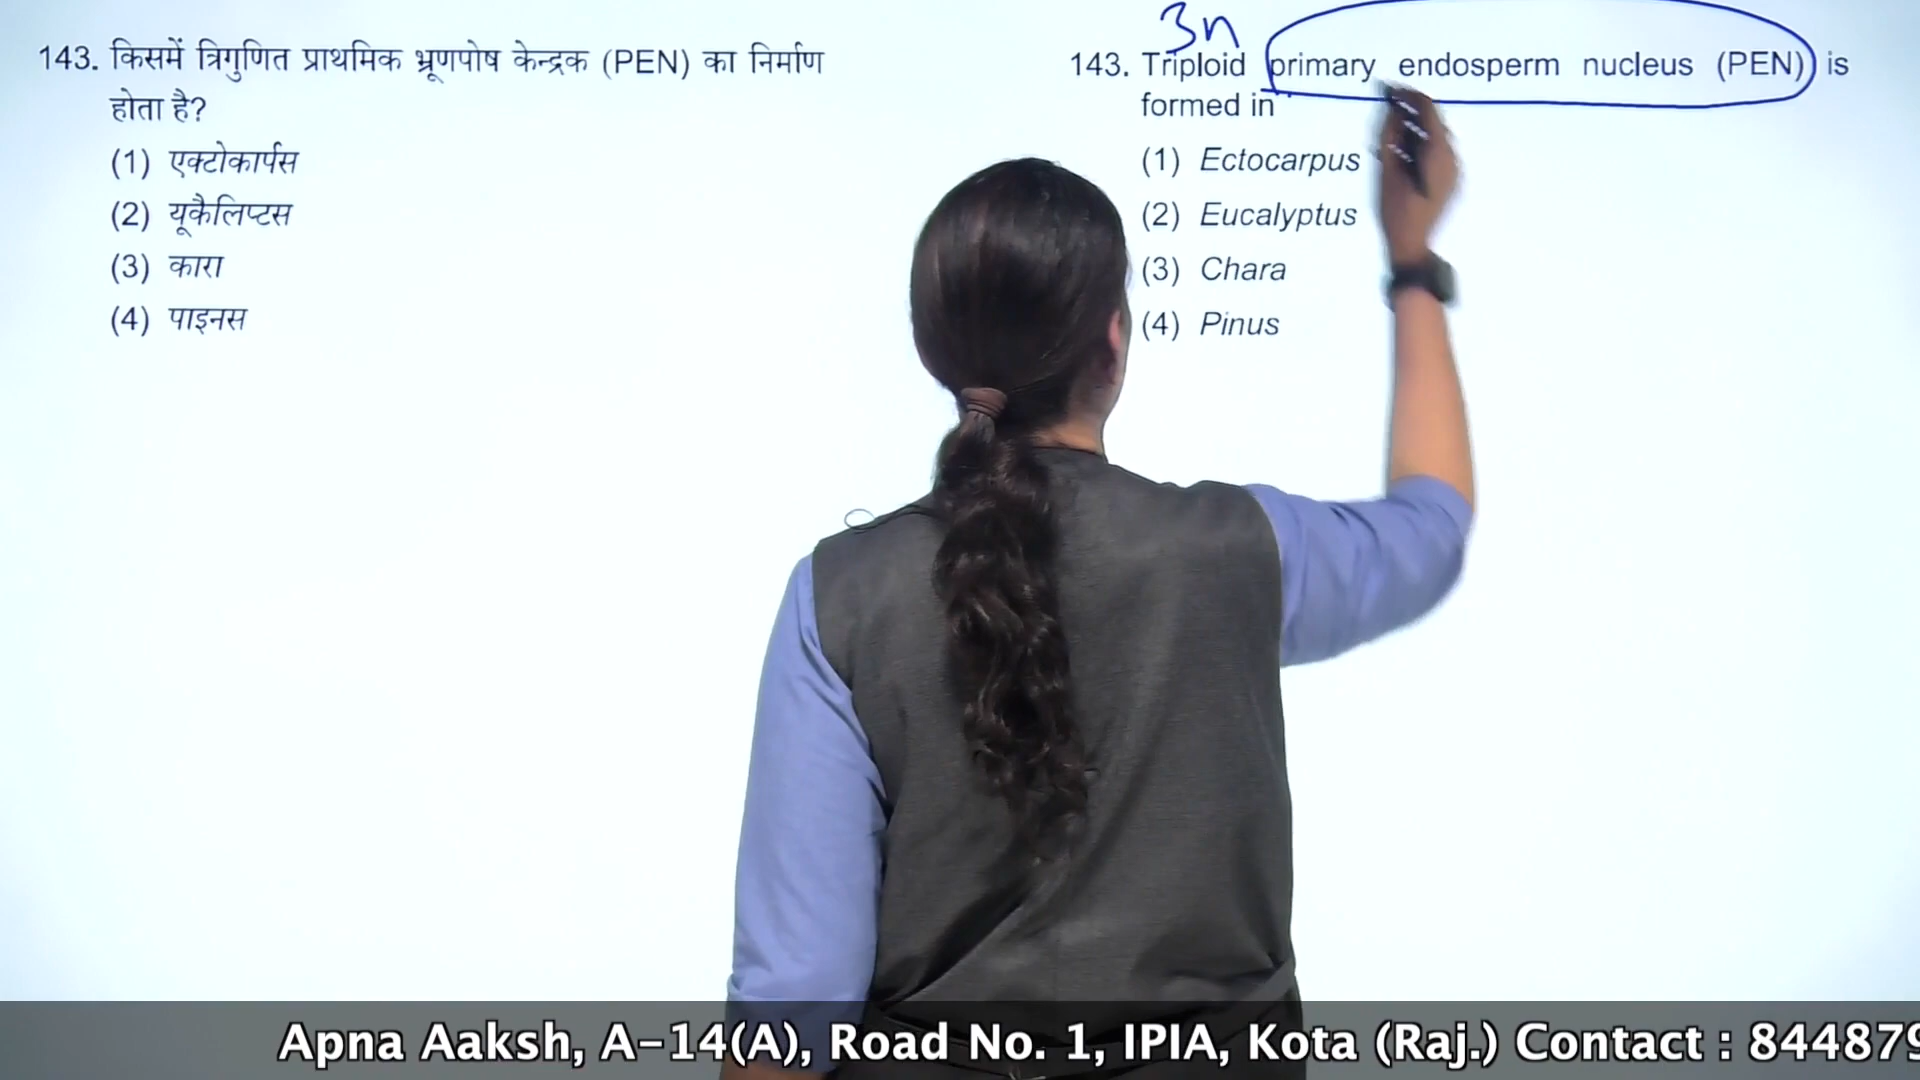 143. किसमें त्रिगुणित प्राथमिक भ्रूणपोष केन्द्रक (PEN) का निर्माण
होता है?
(1) एक्टोकार्पस
(2) यूकैलिप्टस
(3) कारा
(4) पाइनस
3n
143. Triploid primary endosperm nucleus (PEN) is
formed in
(1) Ectocarpus
(2) Eucalyptus
(3) Chara
(4) Pinus
Apna Aaksh, A-14(A), Road No. 1, IPIA, Kota (Raj.) Contact : 844879